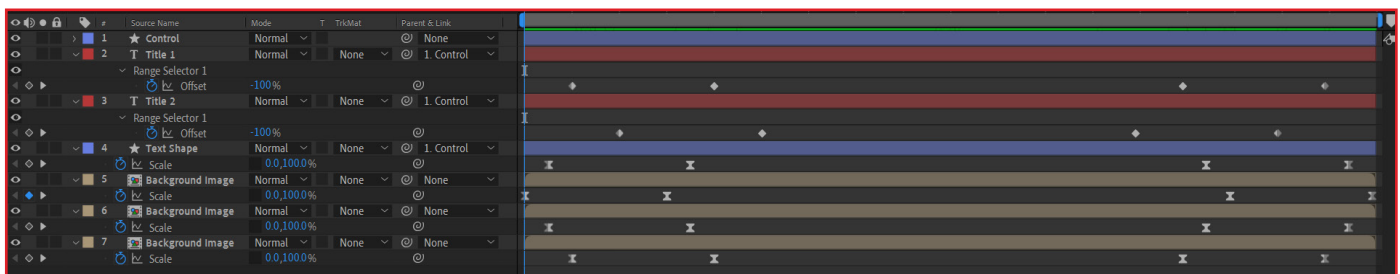 # Source Name Mode T TrkMat Parent & Link
1 Control Normal None
2 T Title 1 Normal None 1. Control
Range Selector 1
Offset -100%
3 T Title 2 Normal None 1. Control
Range Selector 1
Offset -100%
4 Text Shape Normal None 1. Control
Scale 0.0,100.0%
5 Background Image Normal None None
Scale 0.0,100.0%
6 Background Image Normal None None
Scale 0.0,100.0%
7 Background Image Normal None None
Scale 0.0,100.0%